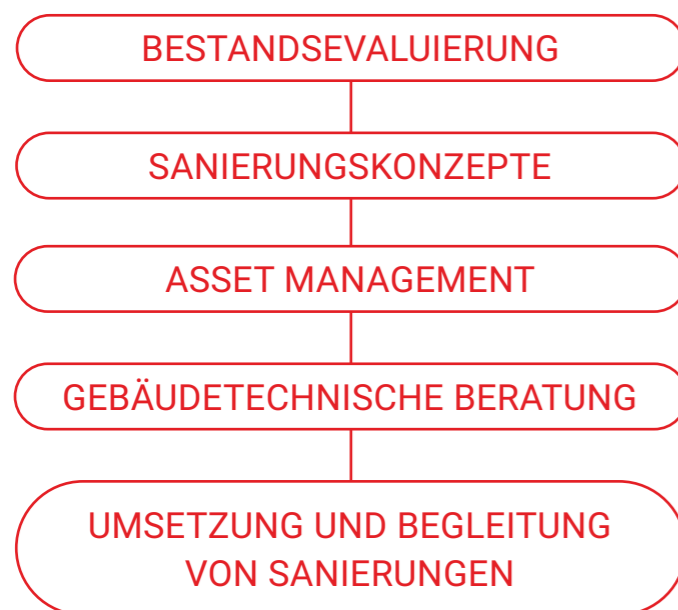 BESTANDSEVALUIERUNG
SANIERUNGSKONZEPTE
ASSET MANAGEMENT
GEBÄUDETECHNISCHE BERATUNG
UMSETZUNG UND BEGLEITUNG
VON SANIERUNGEN